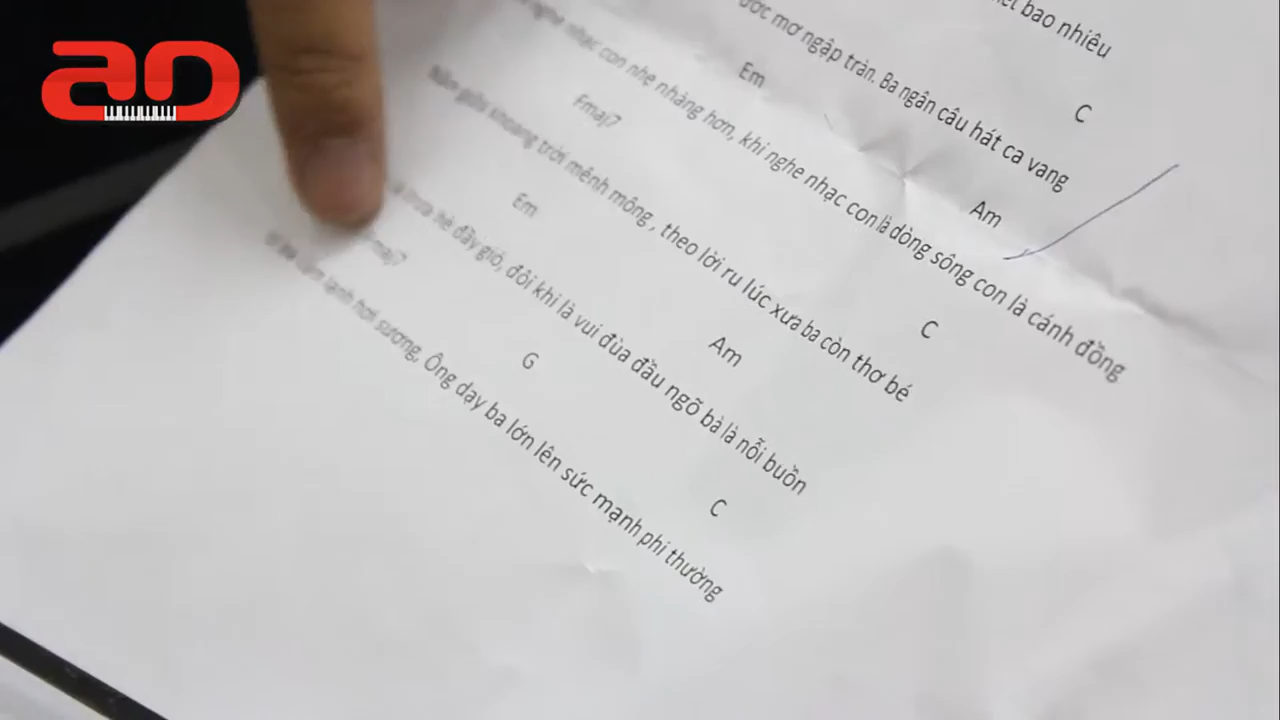 bao nhiêu
C
mơ ngập tràn. Ba ngân câu hát ca vang
Em Am
nghe nhạc con nhẹ nhàng hơn, khi nghe nhạc con là dòng sông con là cánh đồng
Fmaj7 C
Nằm giữa khoảng trời mênh mông , theo lời ru lúc xưa ba còn thơ bé
Em Am
hè đầy gió, đôi khi là vui đùa đầu ngõ bà là nỗi buồn
G C
lạnh hơi sương, Ông dạy ba lớn lên sức mạnh phi thường